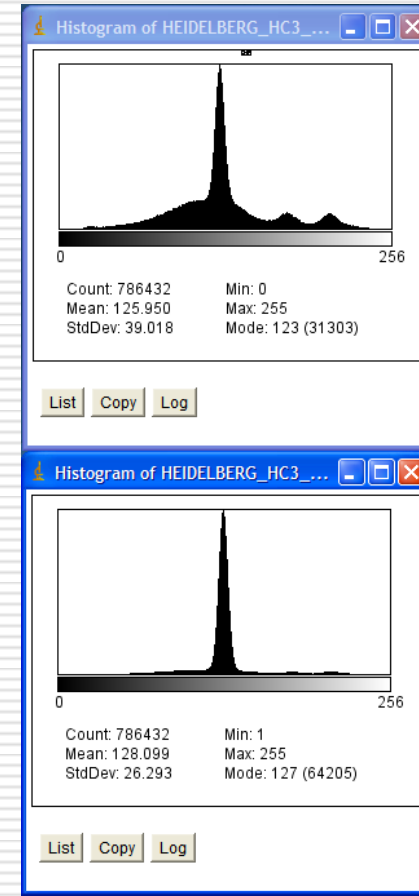 Histogram of HEIDELBERG_HC3_...
0 256
Count: 786432 Min: 0
Mean: 125.950 Max: 255
StdDev: 39.018 Mode: 123 (31303)
List Copy Log
Histogram of HEIDELBERG_HC3_...
0 256
Count: 786432 Min: 1
Mean: 128.099 Max: 255
StdDev: 26.293 Mode: 127 (64205)
List Copy Log